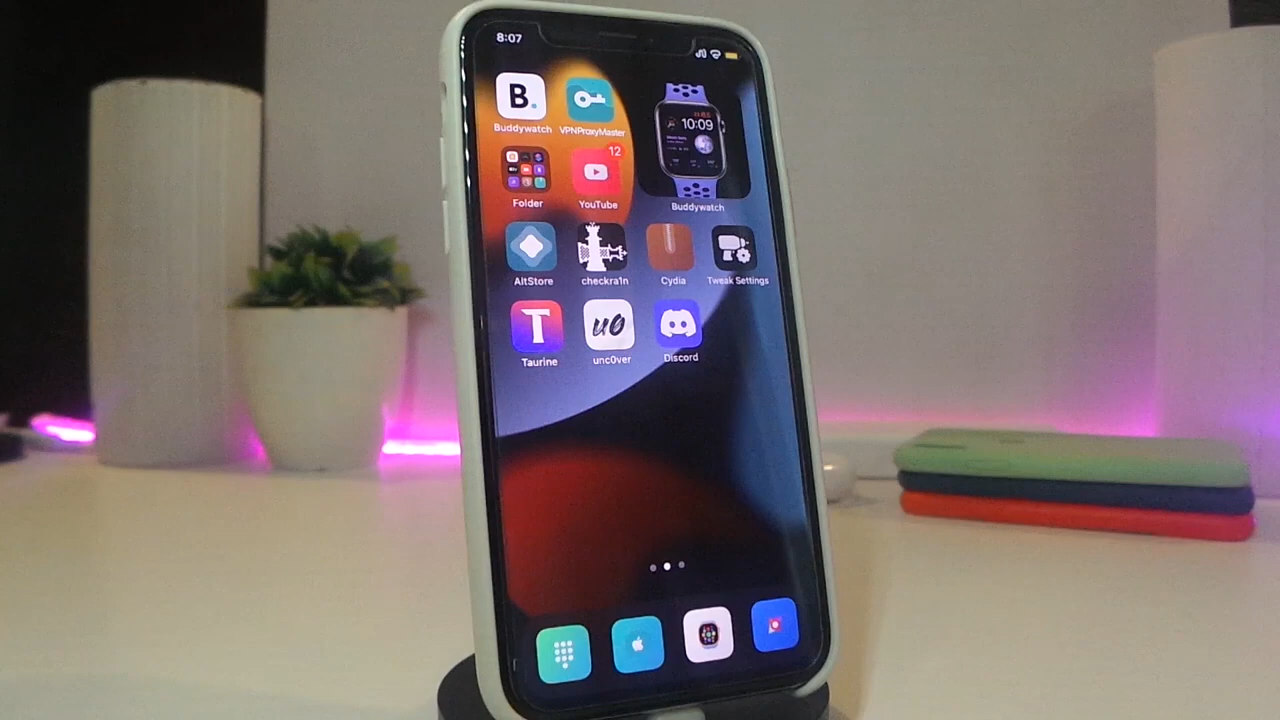 8:07
B.
Buddywatch
VPNProxyMaster
10:09
Folder
12
YouTube
Buddywatch
AltStore
checkra1n
Cydia
Tweak Settings
T
Taurine
u0
unc0ver
Discord